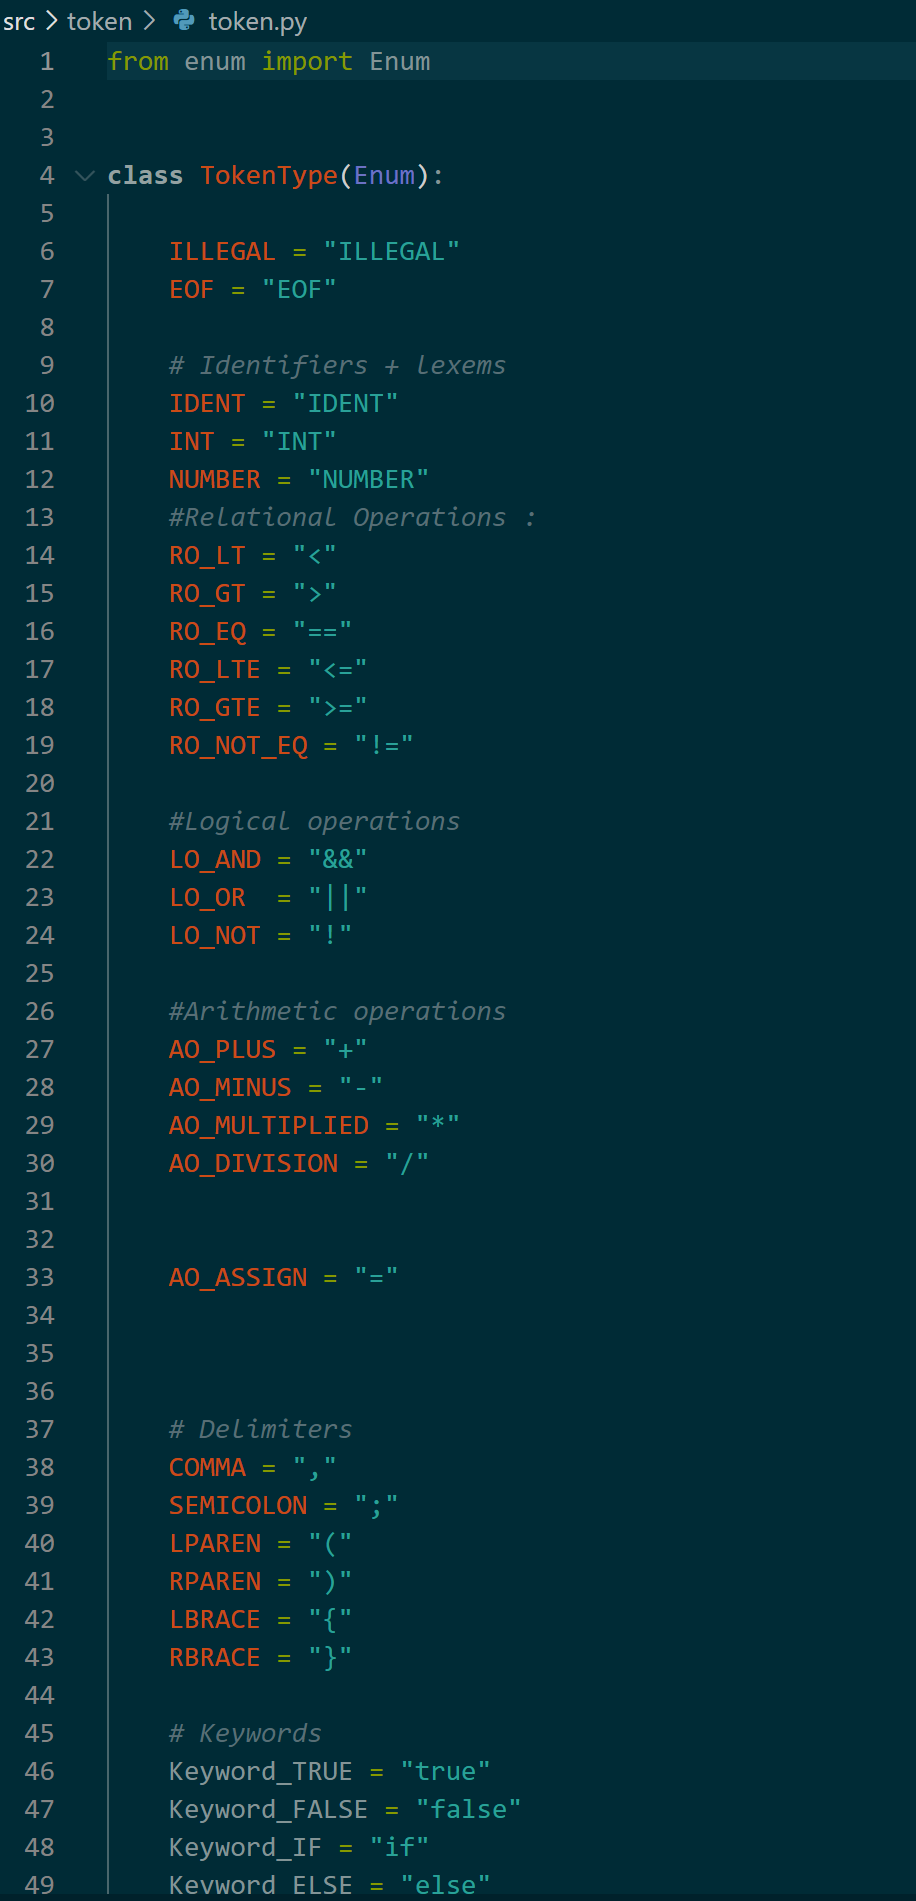 src > token > token.py
1 from enum import Enum
2
3
4 class TokenType(Enum):
5
6     ILLEGAL = "ILLEGAL"
7     EOF = "EOF"
8
9     # Identifiers + lexems
10     IDENT = "IDENT"
11     INT = "INT"
12     NUMBER = "NUMBER"
13     #Relational Operations :
14     RO_LT = "<"
15     RO_GT = ">"
16     RO_EQ = "=="
17     RO_LTE = "<="
18     RO_GTE = ">="
19     RO_NOT_EQ = "!="
20
21     #Logical operations
22     LO_AND = "&&"
23     LO_OR  = "||"
24     LO_NOT = "!"
25
26     #Arithmetic operations
27     AO_PLUS = "+"
28     AO_MINUS = "-"
29     AO_MULTIPLIED = "*"
30     AO_DIVISION = "/"
31
32
33     AO_ASSIGN = "="
34
35
36
37     # Delimiters
38     COMMA = ","
39     SEMICOLON = ";"
40     LPAREN = "("
41     RPAREN = ")"
42     LBRACE = "{"
43     RBRACE = "}"
44
45     # Keywords
46     Keyword_TRUE = "true"
47     Keyword_FALSE = "false"
48     Keyword_IF = "if"
49     Keyword_ELSE = "else"